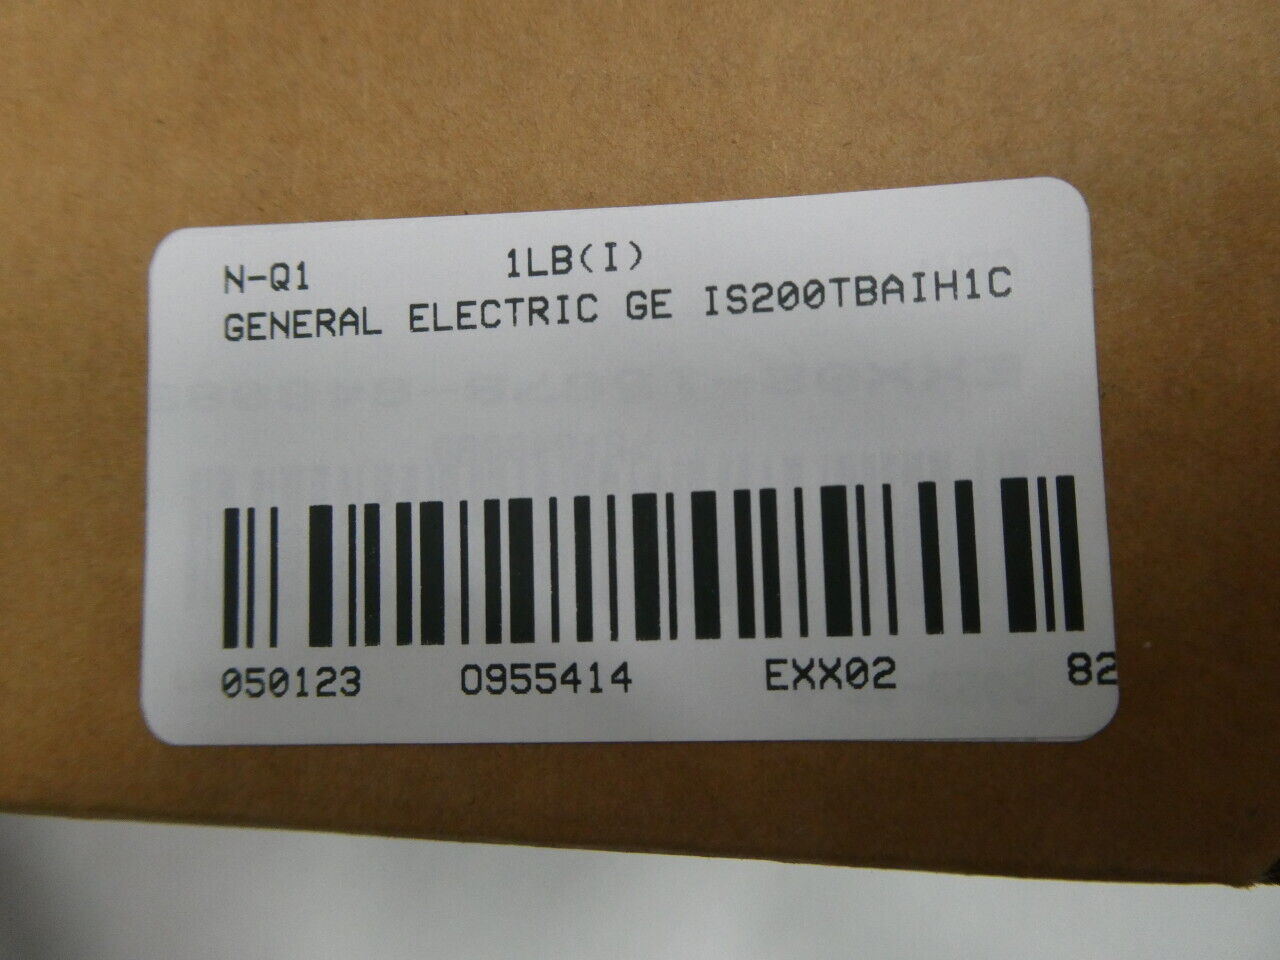 N-Q1 1LB(I)
GENERAL ELECTRIC GE IS200TBAIH1C
050123 0955414 EXX02 82